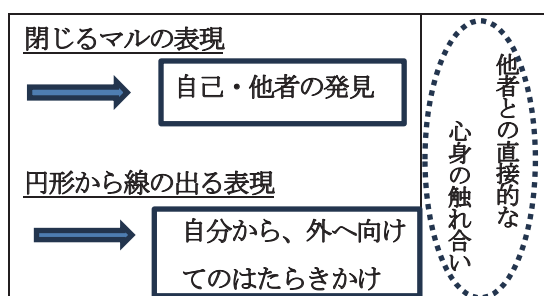 閉じるマルの表現
自己・他者の発見
円形から線の出る表現
自分から、外へ向け
てのはたらきかけ
他者との直接的な
心身の触れ合い